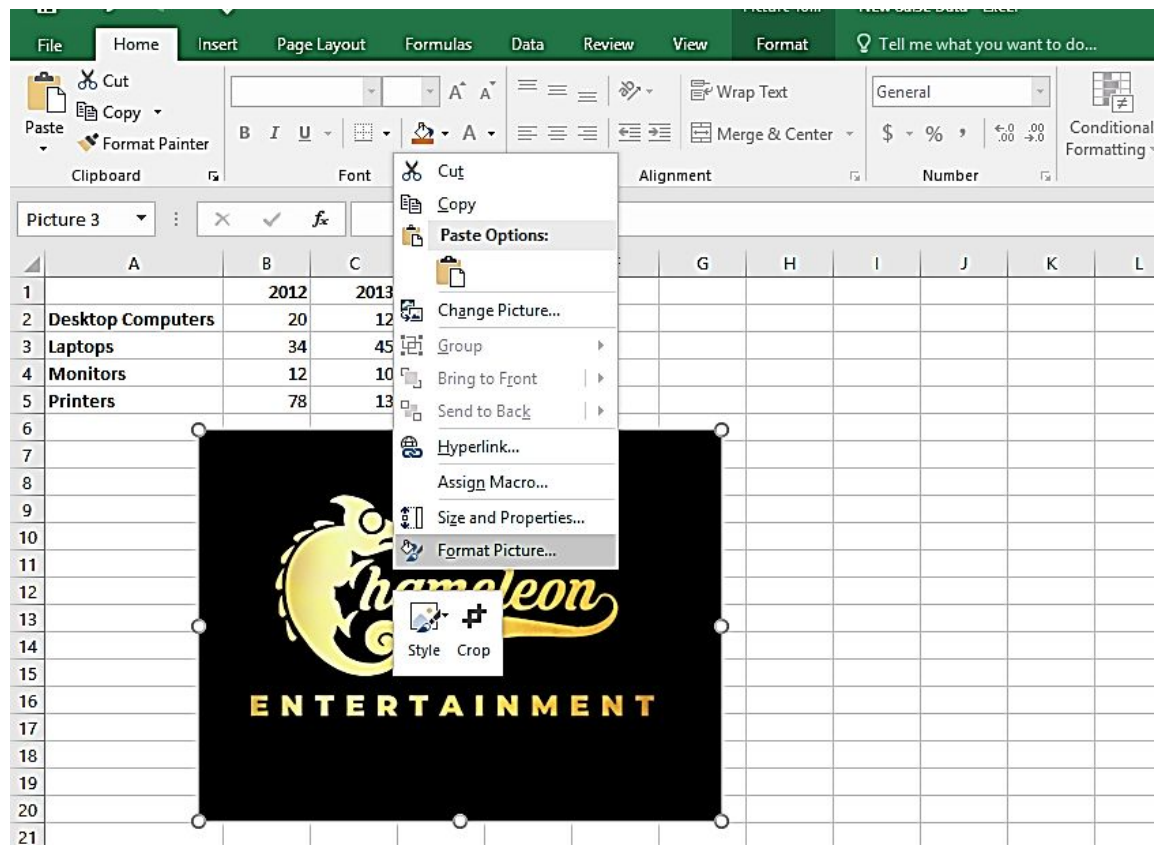 File Home Insert Page Layout Formulas Data Review View Format Tell me what you want to do...
Cut
Copy
Paste
Format Painter
B I U
A A
A
Wrap Text
Merge & Center
General
$ % ,
Conditional
Formatting
Clipboard Font Alignment Number
Picture 3
fx
Cut
Copy
Paste Options:
Change Picture...
Group
Bring to Front
Send to Back
Hyperlink...
Assign Macro...
Size and Properties...
Format Picture...
Style Crop
A B C G H I J K L
1 2012 2013
2 Desktop Computers 20 12
3 Laptops 34 45
4 Monitors 12 10
5 Printers 78 13
6
7
8
9
10
11
12
13
14
15
16
17
18
19
20
21
Chameleon
ENTERTAINMENT